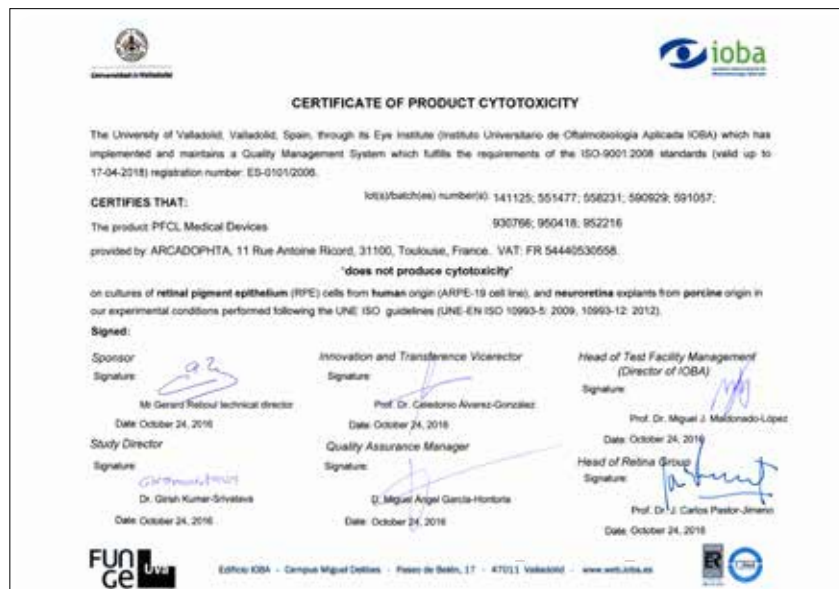 Universidad de Valladolid
ioba
CERTIFICATE OF PRODUCT CYTOTOXICITY
The University of Valladolid, Valladolid, Spain, through its Eye Institute (Instituto Universitario de Oftalmobiología Aplicada IOBA) which has
implemented and maintains a Quality Management System which fulfills the requirements of the ISO-9001:2008 standards (valid up to
17-04-2018) registration number: ES-0101/2006.
CERTIFIES THAT:
lot(s)/batch(es) number(s): 141125; 551477; 558231; 590929; 591057;
The product: PFCL Medical Devices
930766; 950418; 952216
provided by: ARCADOPHTA, 11 Rue Antoine Ricord, 31100, Toulouse, France. VAT: FR 54440530558.
"does not produce cytotoxicity"
on cultures of retinal pigment epithelium (RPE) cells from human origin (ARPE-19 cell line), and neuroretina explants from porcine origin in
our experimental conditions performed following the UNE ISO guidelines (UNE-EN ISO 10993-5: 2009, 10993-12: 2012).
Signed:
Sponsor
Signature:
Mr Gerard Reboul technical director
Date: October 24, 2016
Innovation and Transference Vicerector
Signature:
Prof. Dr. Celedonio Álvarez-González
Date: October 24, 2016
Head of Test Facility Management
(Director of IOBA)
Signature:
Prof. Dr. Miguel J. Maldonado-López
Date: October 24, 2016
Study Director
Signature:
Dr. Girish Kumar-Srivatava
Date: October 24, 2016
Quality Assurance Manager
Signature:
D. Miguel Angel García-Hontoria
Date: October 24, 2016
Head of Retina Group
Signature:
Prof. Dr. J. Carlos Pastor-Jimeno
Date: October 24, 2016
FUN
GE Uva
Edificio IOBA - Campus Miguel Delibes - Paseo de Belén, 17 - 47011 Valladolid - www.web.ioba.es
ER